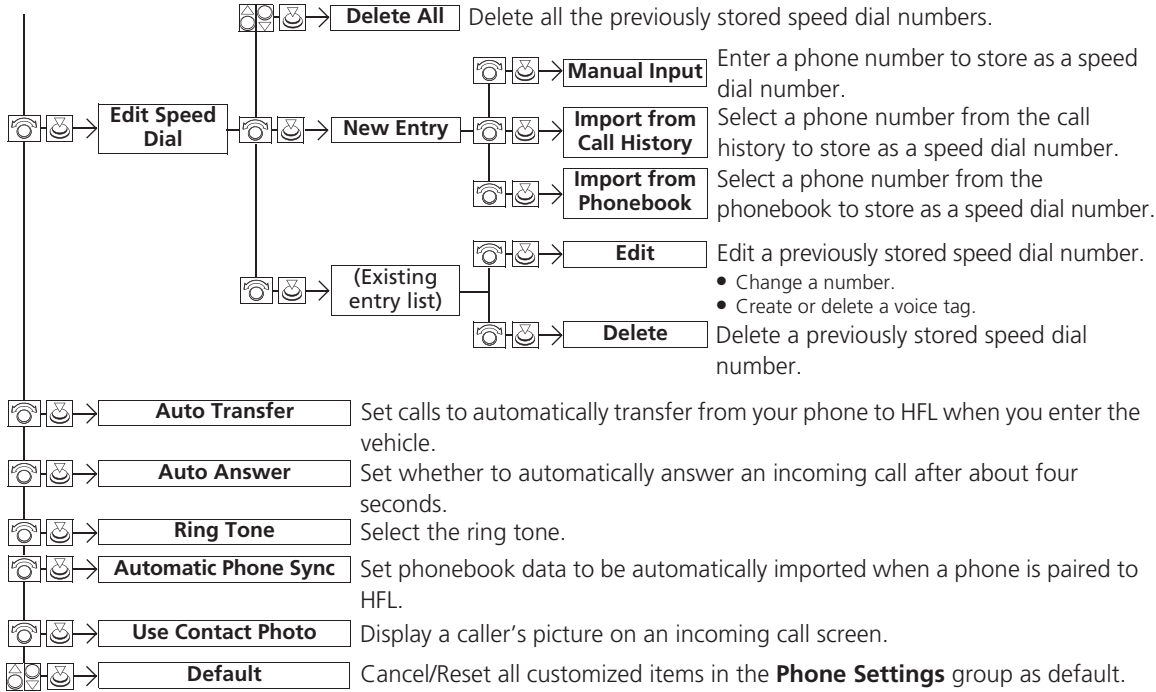 Delete All Delete all the previously stored speed dial numbers.
Manual Input Enter a phone number to store as a speed
dial number.
Edit Speed
Dial
New Entry
Import from
Call History
Select a phone number from the call
history to store as a speed dial number.
Import from
Phonebook
Select a phone number from the
phonebook to store as a speed dial number.
(Existing
entry list)
Edit Edit a previously stored speed dial number.
● Change a number.
● Create or delete a voice tag.
Delete Delete a previously stored speed dial
number.
Auto Transfer Set calls to automatically transfer from your phone to HFL when you enter the
vehicle.
Auto Answer Set whether to automatically answer an incoming call after about four
seconds.
Ring Tone Select the ring tone.
Automatic Phone Sync Set phonebook data to be automatically imported when a phone is paired to
HFL.
Use Contact Photo Display a caller's picture on an incoming call screen.
Default Cancel/Reset all customized items in the Phone Settings group as default.